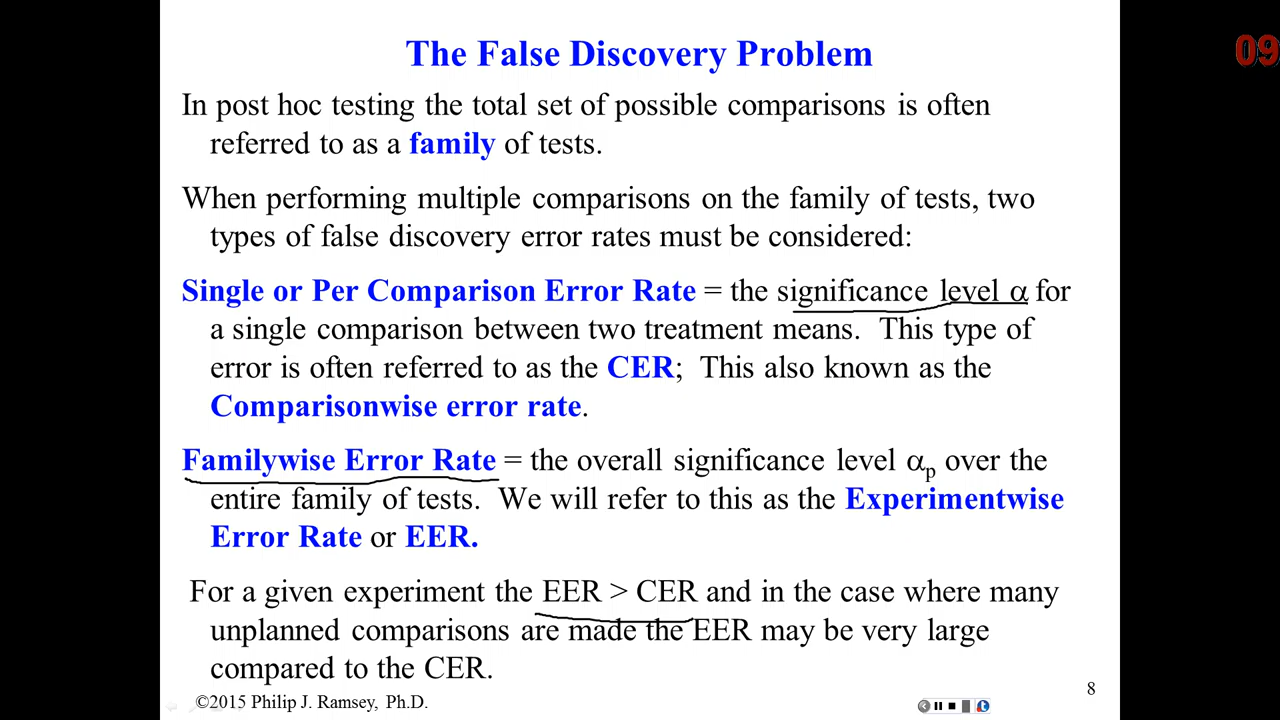 The False Discovery Problem
09
In post hoc testing the total set of possible comparisons is often
referred to as a family of tests.
When performing multiple comparisons on the family of tests, two
types of false discovery error rates must be considered:
Single or Per Comparison Error Rate = the significance level α for
a single comparison between two treatment means. This type of
error is often referred to as the CER; This also known as the
Comparisonwise error rate.
Familywise Error Rate = the overall significance level αp over the
entire family of tests. We will refer to this as the Experimentwise
Error Rate or EER.
For a given experiment the EER > CER and in the case where many
unplanned comparisons are made the EER may be very large
compared to the CER.
©2015 Philip J. Ramsey, Ph.D.
8